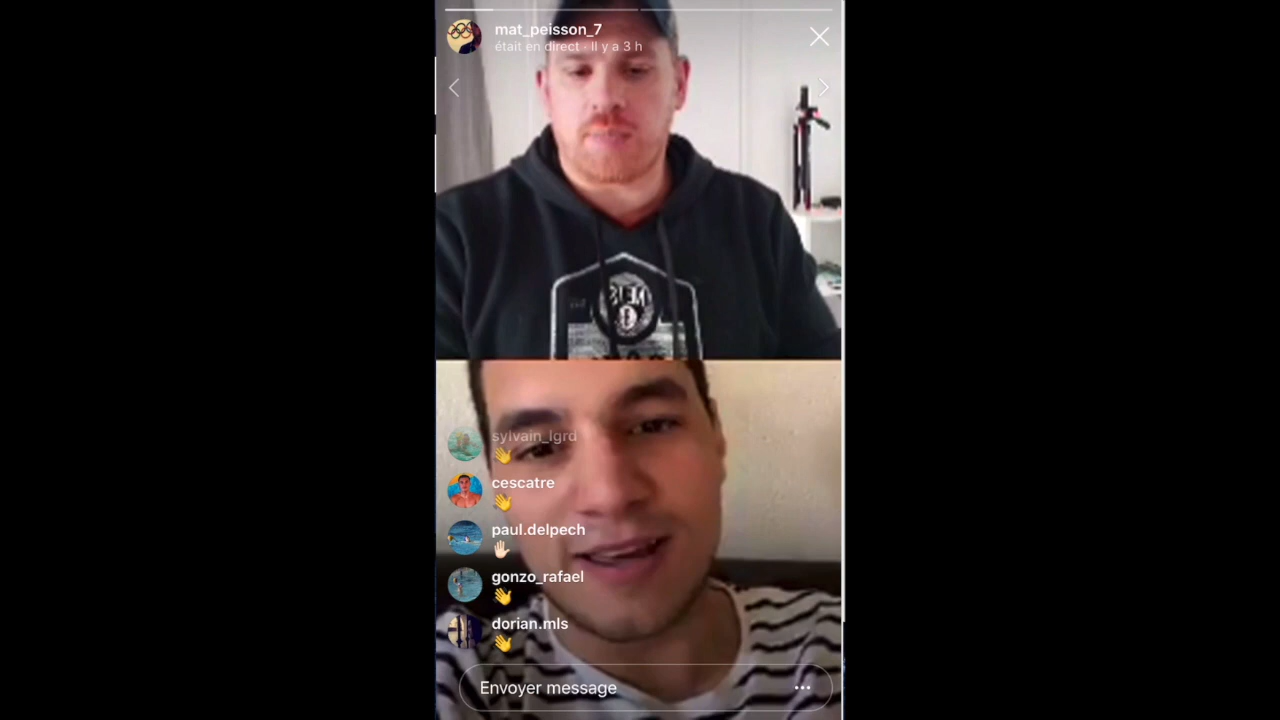 mat_peisson_7
était en direct · Il y a 3 h
sylvain_lgrd
👋
cescatre
👋
paul.delpech
🖐🏻
gonzo_rafael
👋
dorian.mls
👋
Envoyer message